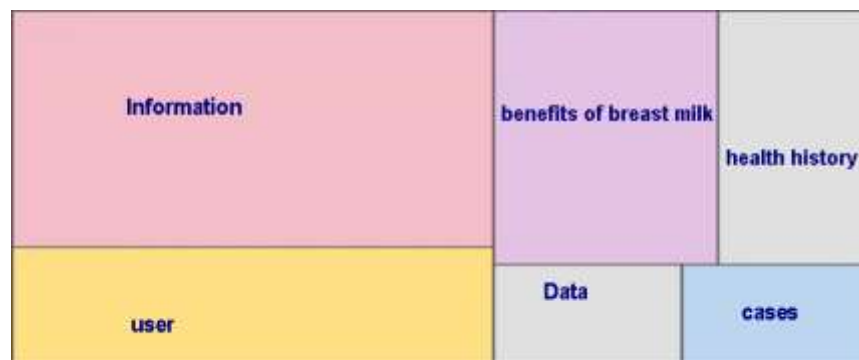 Information
benefits of breast milk
health history
user
Data
cases